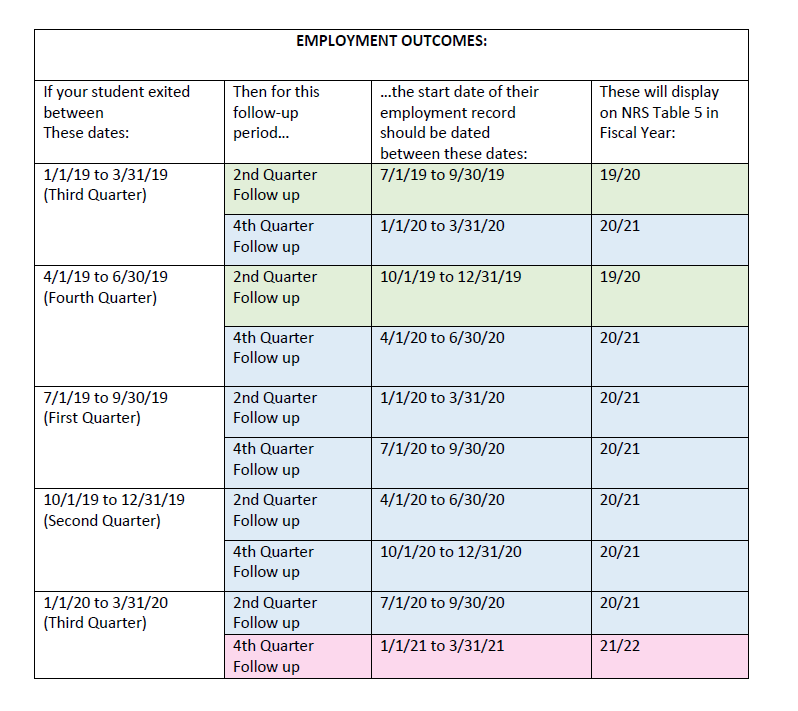 EMPLOYMENT OUTCOMES:
If your student exited
between
These dates:
Then for this
follow-up
period…
…the start date of their
employment record
should be dated
between these dates:
These will display
on NRS Table 5 in
Fiscal Year:
1/1/19 to 3/31/19
(Third Quarter)
2nd Quarter
Follow up
7/1/19 to 9/30/19
19/20
4th Quarter
Follow up
1/1/20 to 3/31/20
20/21
4/1/19 to 6/30/19
(Fourth Quarter)
2nd Quarter
Follow up
10/1/19 to 12/31/19
19/20
4th Quarter
Follow up
4/1/20 to 6/30/20
20/21
7/1/19 to 9/30/19
(First Quarter)
2nd Quarter
Follow up
1/1/20 to 3/31/20
20/21
4th Quarter
Follow up
7/1/20 to 9/30/20
20/21
10/1/19 to 12/31/19
(Second Quarter)
2nd Quarter
Follow up
4/1/20 to 6/30/20
20/21
4th Quarter
Follow up
10/1/20 to 12/31/20
20/21
1/1/20 to 3/31/20
(Third Quarter)
2nd Quarter
Follow up
7/1/20 to 9/30/20
20/21
4th Quarter
Follow up
1/1/21 to 3/31/21
21/22